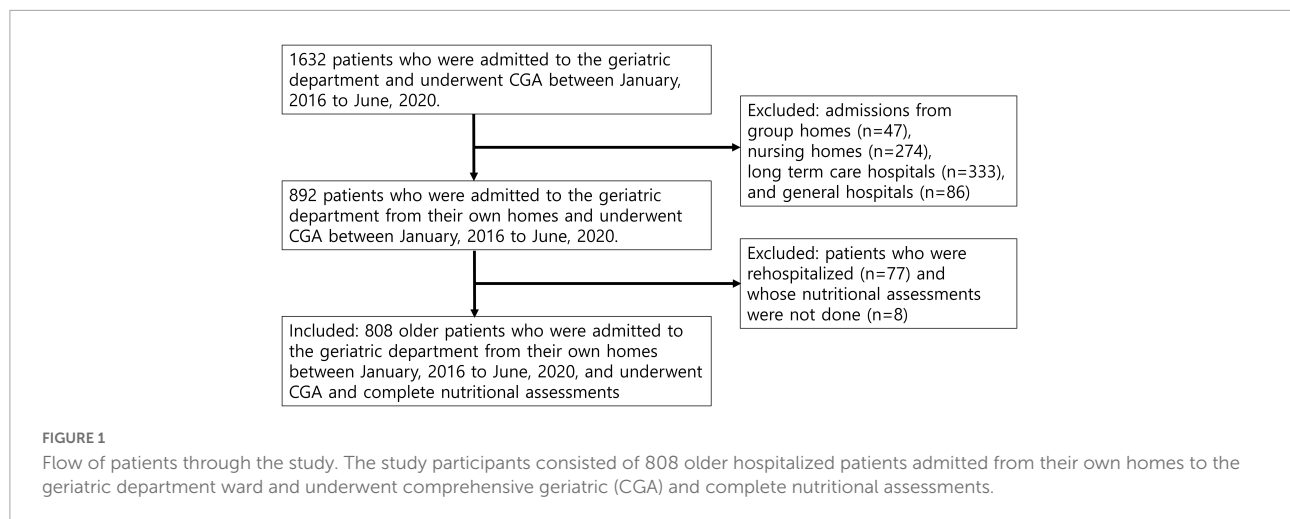 1632 patients who were admitted to the geriatric
department and underwent CGA between January,
2016 to June, 2020.
Excluded: admissions from
group homes (n=47),
nursing homes (n=274),
long term care hospitals (n=333),
and general hospitals (n=86)
892 patients who were admitted to the geriatric
department from their own homes and underwent
CGA between January, 2016 to June, 2020.
Excluded: patients who were
rehospitalized (n=77) and
whose nutritional assessments
were not done (n=8)
Included: 808 older patients who were admitted to
the geriatric department from their own homes
between January, 2016 to June, 2020, and underwent
CGA and complete nutritional assessments
FIGURE 1
Flow of patients through the study. The study participants consisted of 808 older hospitalized patients admitted from their own homes to the
geriatric department ward and underwent comprehensive geriatric (CGA) and complete nutritional assessments.